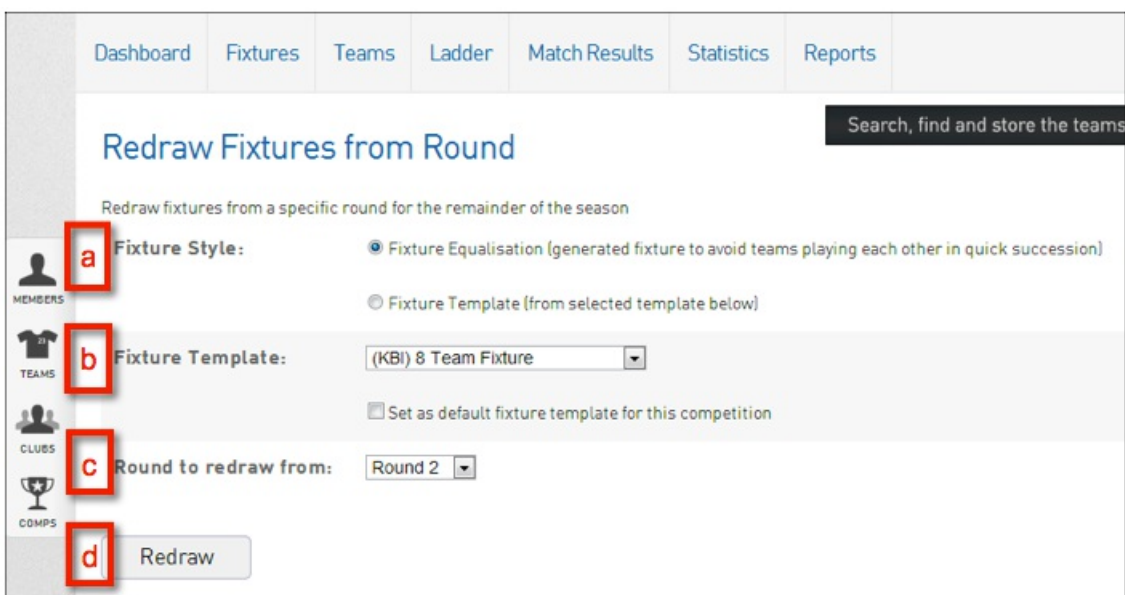 Dashboard Fixtures Teams Ladder Match Results Statistics Reports
Search, find and store the teams
Redraw Fixtures from Round
Redraw fixtures from a specific round for the remainder of the season
a Fixture Style: Fixture Equalisation (generated fixture to avoid teams playing each other in quick succession)
MEMBERS
Fixture Template (from selected template below)
23
TEAMS
b Fixture Template: (KBI) 8 Team Fixture
Set as default fixture template for this competition
CLUBS
c Round to redraw from: Round 2
COMPS
d Redraw